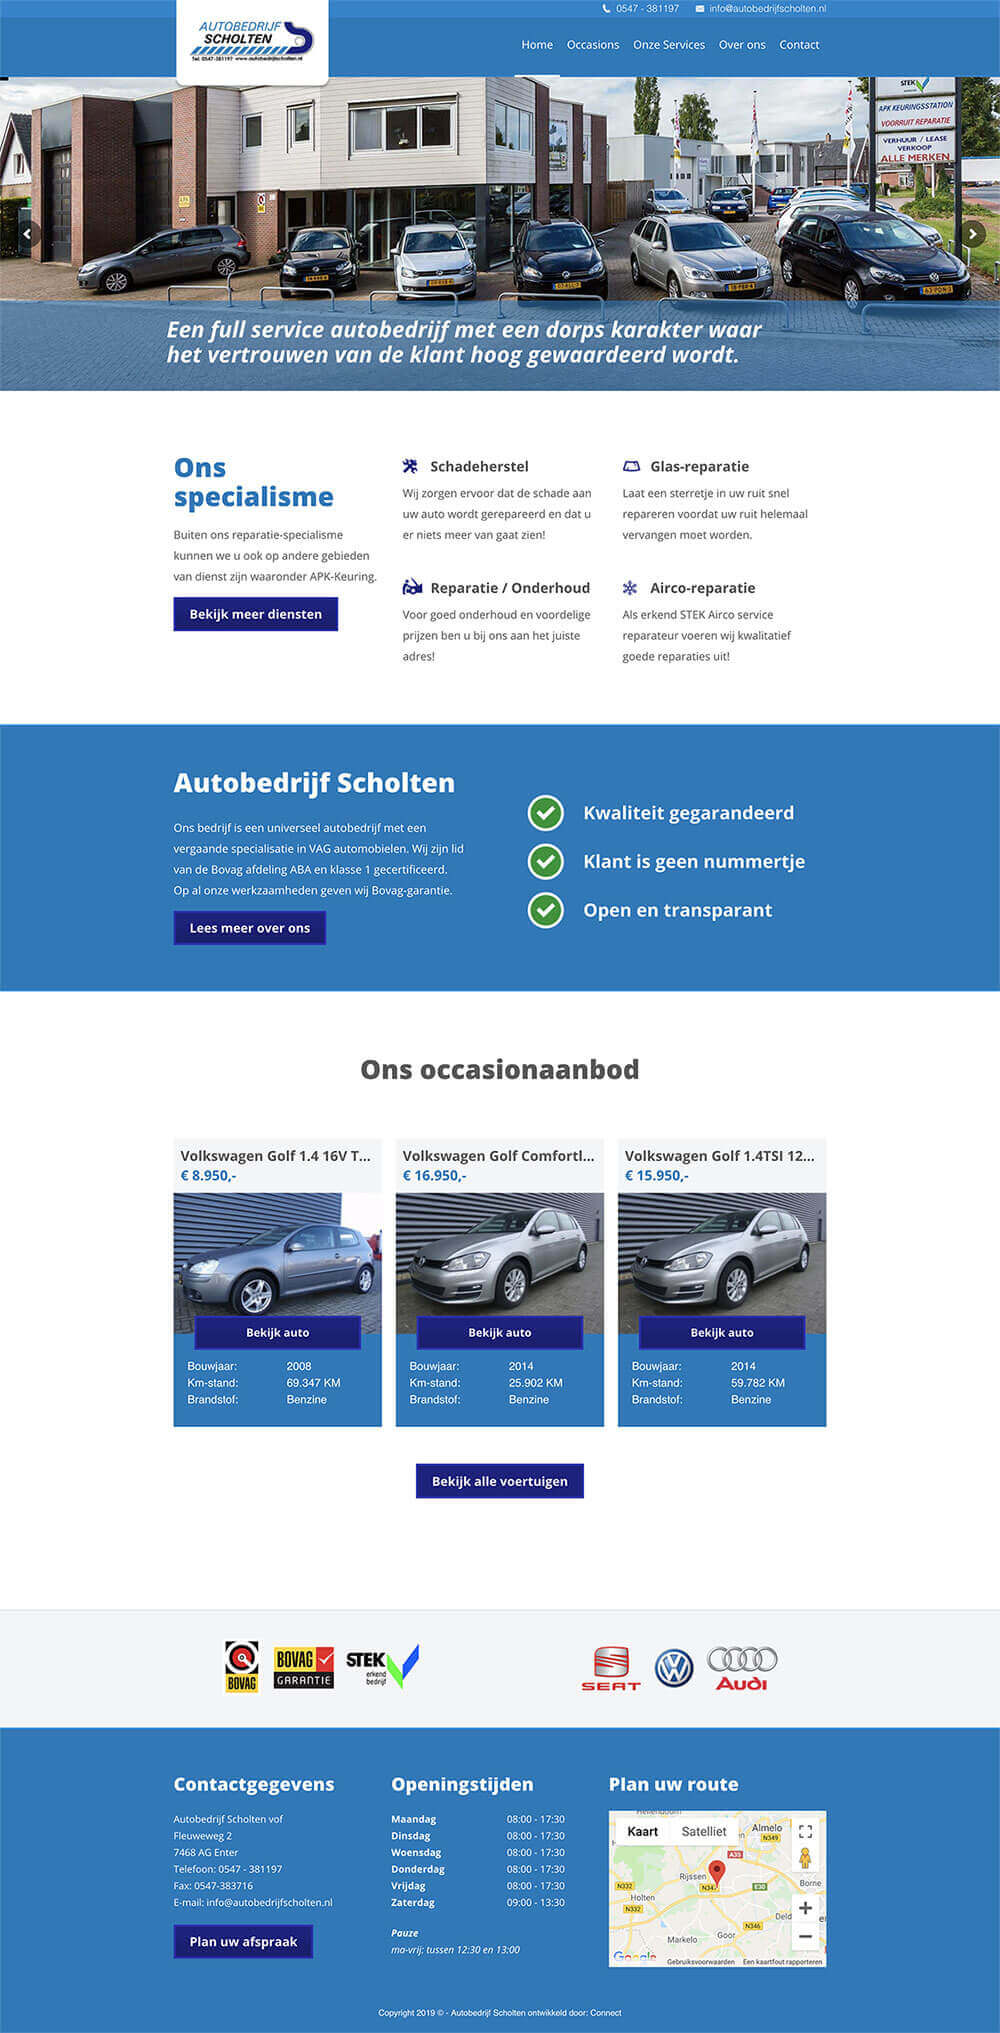 0547 - 381197 info@autobedrijfscholten.nl
AUTOBEDRIJF
SCHOLTEN
Tel. 0547-381197 www.autobedrijfscholten.nl
Home Occasions Onze Services Over ons Contact
STEK
APK KEURINGSSTATION
VOORRUIT REPARATIE
VERHUUR / LEASE
VERKOOP
ALLE MERKEN
63 PDN 3
Een full service autobedrijf met een dorps karakter waar
het vertrouwen van de klant hoog gewaardeerd wordt.
Ons
specialisme
Buiten ons reparatie-specialisme
kunnen we u ook op andere gebieden
van dienst zijn waaronder APK-Keuring.
Bekijk meer diensten
Schadeherstel
Wij zorgen ervoor dat de schade aan
uw auto wordt gerepareerd en dat u
er niets meer van gaat zien!
Glas-reparatie
Laat een sterretje in uw ruit snel
repareren voordat uw ruit helemaal
vervangen moet worden.
Reparatie / Onderhoud
Voor goed onderhoud en voordelige
prijzen ben u bij ons aan het juiste
adres!
Airco-reparatie
Als erkend STEK Airco service
reparateur voeren wij kwalitatief
goede reparaties uit!
Autobedrijf Scholten
Ons bedrijf is een universeel autobedrijf met een
vergaande specialisatie in VAG automobielen. Wij zijn lid
van de Bovag afdeling ABA en klasse 1 gecertificeerd.
Op al onze werkzaamheden geven wij Bovag-garantie.
Lees meer over ons
Kwaliteit gegarandeerd
Klant is geen nummertje
Open en transparant
Ons occasionaanbod
Volkswagen Golf 1.4 16V T...
€ 8.950,-
Bekijk auto
Bouwjaar: 2008
Km-stand: 69.347 KM
Brandstof: Benzine
Volkswagen Golf Comfortl...
€ 16.950,-
Bekijk auto
Bouwjaar: 2014
Km-stand: 25.902 KM
Brandstof: Benzine
Volkswagen Golf 1.4TSI 12...
€ 15.950,-
Bekijk auto
Bouwjaar: 2014
Km-stand: 59.782 KM
Brandstof: Benzine
Bekijk alle voertuigen
BOVAG
BOVAG
GARANTIE
STEK
erkend
bedrijf
SEAT
Audi
Contactgegevens
Autobedrijf Scholten vof
Fleuweweg 2
7468 AG Enter
Telefoon: 0547 - 381197
Fax: 0547-383716
E-mail: info@autobedrijfscholten.nl
Plan uw afspraak
Openingstijden
Maandag 08:00 - 17:30
Dinsdag 08:00 - 17:30
Woensdag 08:00 - 17:30
Donderdag 08:00 - 17:30
Vrijdag 08:00 - 17:30
Zaterdag 09:00 - 13:30
Pauze
ma-vrij: tussen 12:30 en 13:00
Plan uw route
Hellendoorn
Kaart Satelliet
Almelo
N349
A35
Rijssen
N347
E30
Borne
N332
Holten
N332
N346
Deld
Goor
Markelo
Google
Gebruiksvoorwaarden Een kaartfout rapporteren
Copyright 2019 © - Autobedrijf Scholten ontwikkeld door: Connect